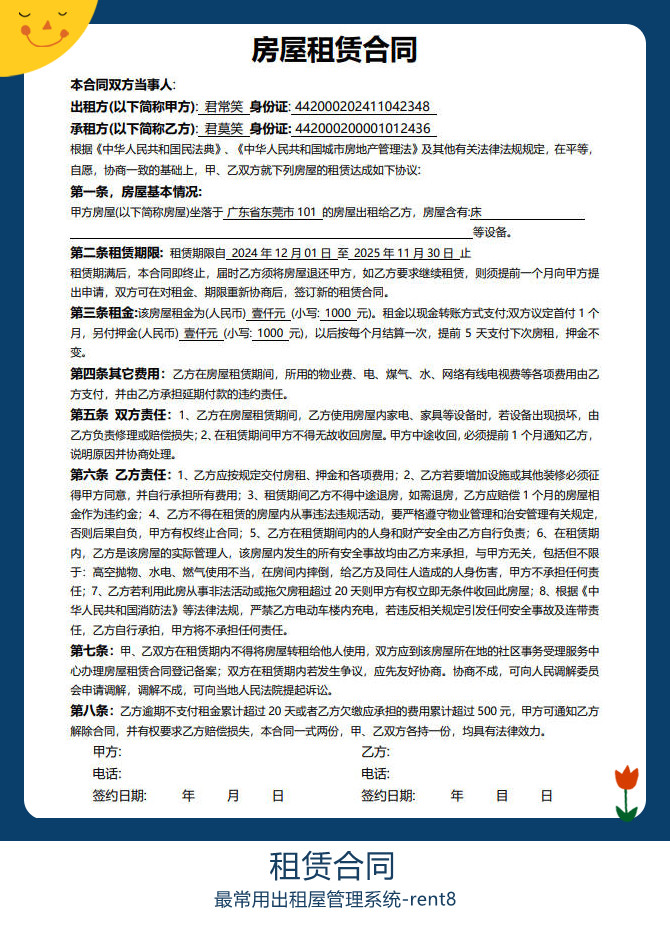 房屋租赁合同
本合同双方当事人:
出租方(以下简称甲方): 君常笑 身份证: 442000202411042348
承租方(以下简称乙方): 君莫笑 身份证: 442000200001012436
根据《中华人民共和国民法典》、《中华人民共和国城市房地产管理法》及其他有关法律法规规定，在平等，
自愿，协商一致的基础上，甲、乙双方就下列房屋的租赁达成如下协议：
第一条，房屋基本情况:
甲方房屋(以下简称房屋)坐落于 广东省东莞市 101 的房屋出租给乙方，房屋含有:床
等设备。
第二条租赁期限: 租赁期限自 2024 年 12 月 01 日 至 2025 年 11 月 30 日 止
租赁期满后，本合同即终止，届时乙方须将房屋退还甲方，如乙方要求继续租赁，则须提前一个月向甲方提
出申请，双方可在对租金、期限重新协商后，签订新的租赁合同。
第三条租金:该房屋租金为(人民币) 壹仟元 (小写: 1000 元)。租金以现金转账方式支付;双方议定首付 1 个
月，另付押金(人民币) 壹仟元 (小写: 1000 元)，以后按每个月结算一次，提前 5 天支付下次房租，押金不
变。
第四条其它费用：乙方在房屋租赁期间，所用的物业费、电、煤气、水、网络有线电视费等各项费用由乙
方支付，并由乙方承担延期付款的违约责任。
第五条 双方责任：1、乙方在房屋租赁期间，乙方使用房屋内家电、家具等设备时，若设备出现损坏，由
乙方负责修理或赔偿损失；2、在租赁期间甲方不得无故收回房屋。甲方中途收回，必须提前 1 个月通知乙方，
说明原因并协商处理。
第六条 乙方责任：1、乙方应按规定交付房租、押金和各项费用；2、乙方若要增加设施或其他装修必须征
得甲方同意，并自行承担所有费用；3、租赁期间乙方不得中途退房，如需退房，乙方应赔偿 1 个月的房屋相
金作为违约金；4、乙方不得在租赁的房屋内从事违法违规活动，要严格遵守物业管理和治安管理有关规定，
否则后果自负，甲方有权终止合同；5、乙方在租赁期间内的人身和财产安全由乙方自行负责；6、在租赁期
内，乙方是该房屋的实际管理人，该房屋内发生的所有安全事故均由乙方来承担，与甲方无关，包括但不限
于：高空抛物、水电、燃气使用不当，在房间内摔倒，给乙方及同住人造成的人身伤害，甲方不承担任何责
任；7、乙方若利用此房从事非法活动或拖欠房租超过 20 天则甲方有权立即无条件收回此房屋；8、根据《中
华人民共和国消防法》等法律法规，严禁乙方电动车楼内充电，若违反相关规定引发任何安全事故及连带责
任，乙方自行承拍，甲方将不承担任何责任。
第七条：甲、乙双方在租赁期内不得将房屋转租给他人使用，双方应到该房屋所在地的社区事务受理服务中
心办理房屋租赁合同登记备案；双方在租赁期内若发生争议，应先友好协商。协商不成，可向人民调解委员
会申请调解，调解不成，可向当地人民法院提起诉讼。
第八条：乙方逾期不支付租金累计超过 20 天或者乙方欠缴应承担的费用累计超过 500 元，甲方可通知乙方
解除合同，并有权要求乙方赔偿损失，本合同一式两份，甲、乙双方各持一份，均具有法律效力。
甲方: 乙方:
电话: 电话:
签约日期: 年 月 日 签约日期: 年 目 日
租赁合同
最常用出租屋管理系统-rent8